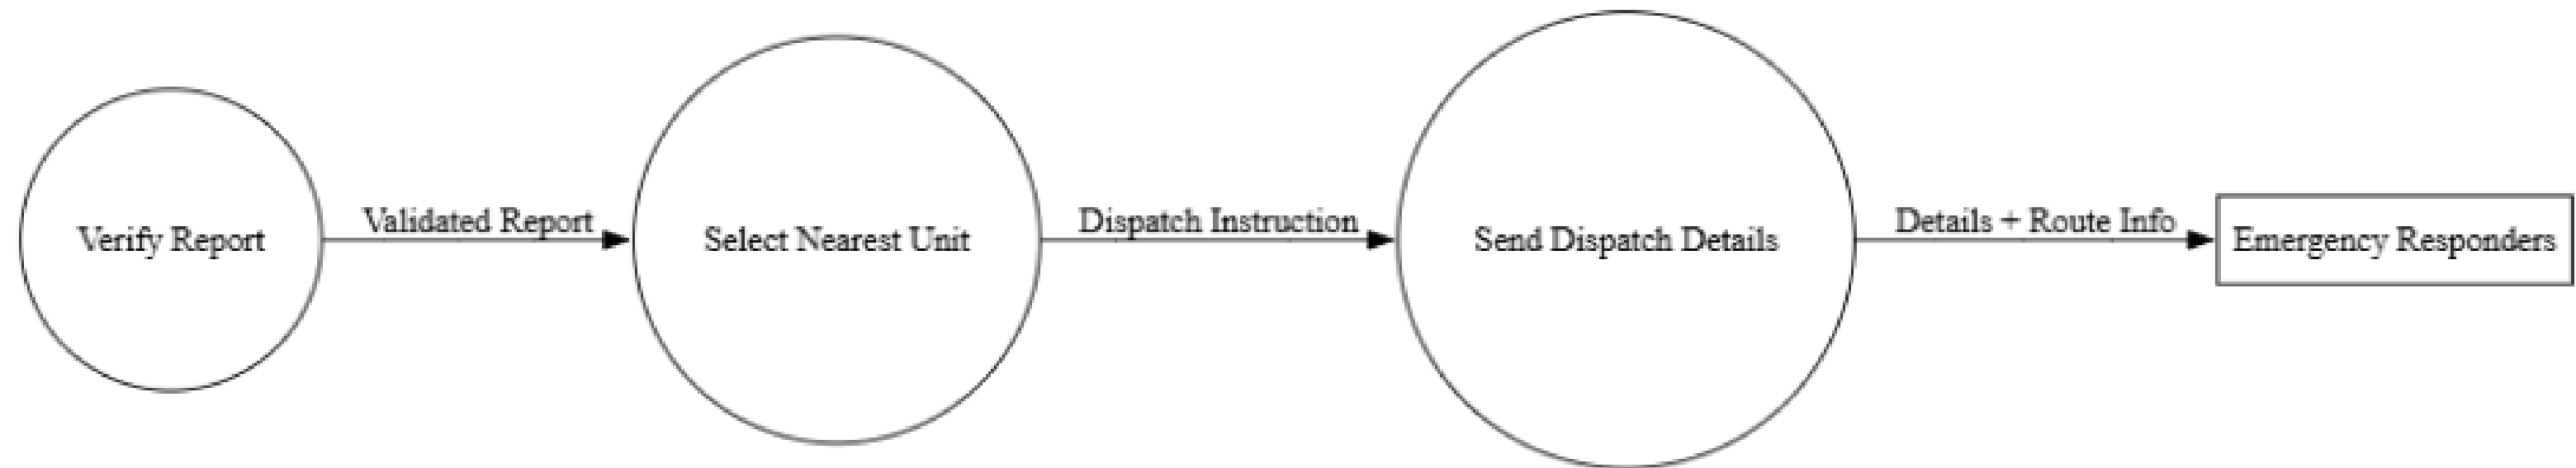 Verify Report
Validated Report
Select Nearest Unit
Dispatch Instruction
Send Dispatch Details
Details + Route Info
Emergency Responders